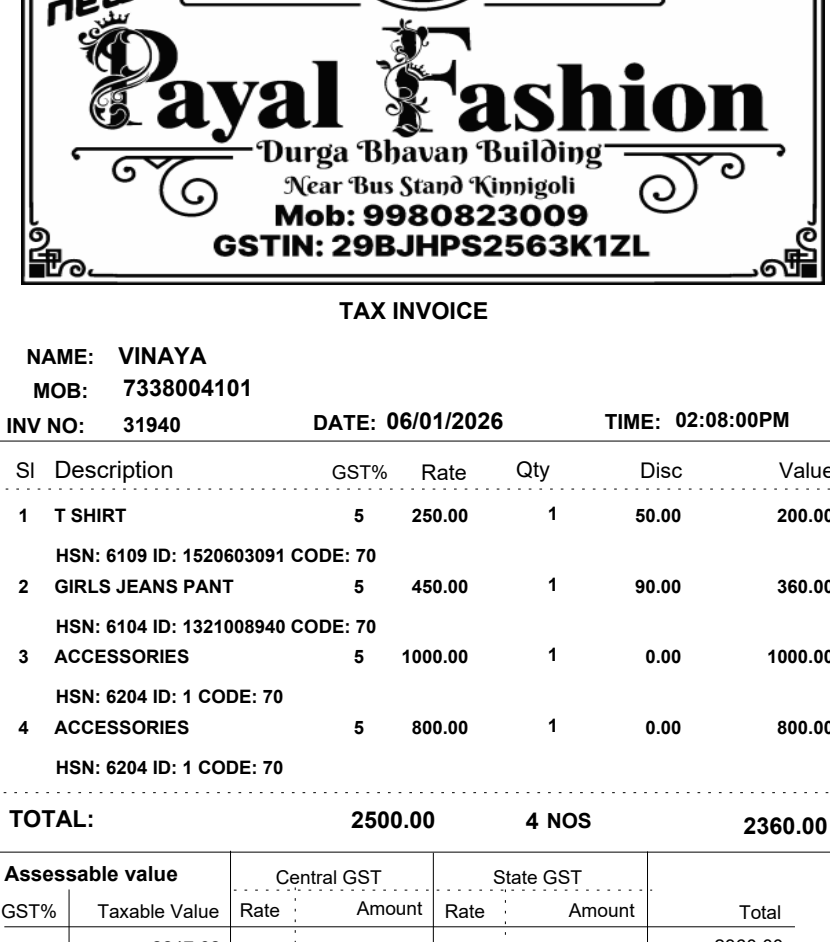 new
Payal Fashion
Durga Bhavan Building
Near Bus Stand Kinnigoli
Mob: 9980823009
GSTIN: 29BJHPS2563K1ZL
TAX INVOICE
NAME: VINAYA
MOB: 7338004101
INV NO: 31940 DATE: 06/01/2026 TIME: 02:08:00PM
Sl Description GST% Rate Qty Disc Value
1 T SHIRT 5 250.00 1 50.00 200.00
HSN: 6109 ID: 1520603091 CODE: 70
2 GIRLS JEANS PANT 5 450.00 1 90.00 360.00
HSN: 6104 ID: 1321008940 CODE: 70
3 ACCESSORIES 5 1000.00 1 0.00 1000.00
HSN: 6204 ID: 1 CODE: 70
4 ACCESSORIES 5 800.00 1 0.00 800.00
HSN: 6204 ID: 1 CODE: 70
TOTAL: 2500.00 4 NOS 2360.00
Assessable value Central GST State GST
GST% Taxable Value Rate Amount Rate Amount Total